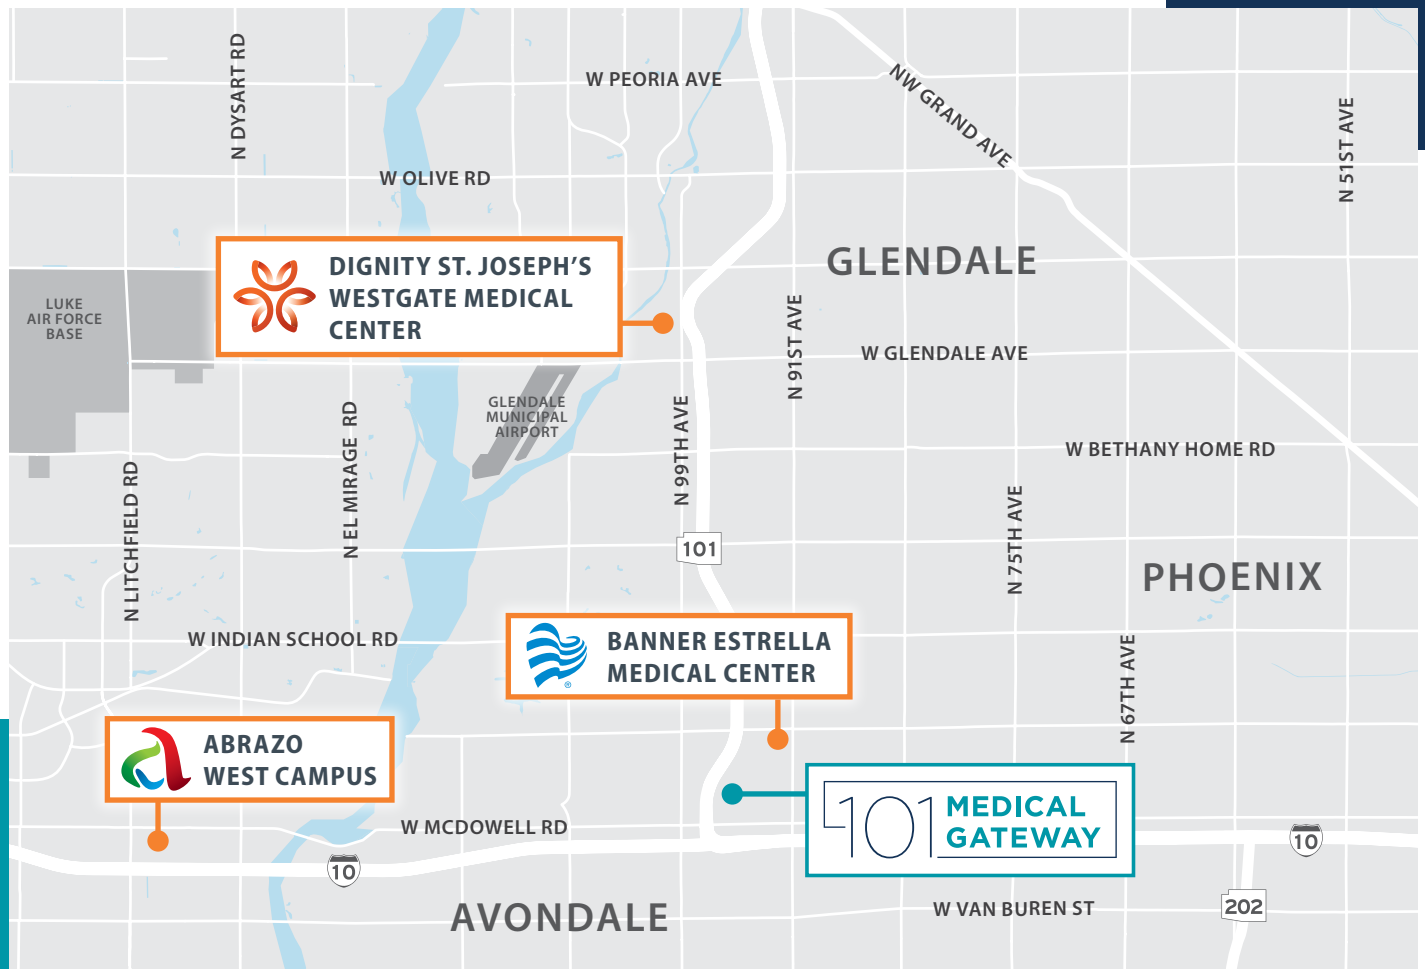 W PEORIA AVE
NW GRAND AVE
N DYSART RD
N 51ST AVE
W OLIVE RD
DIGNITY ST. JOSEPH'S
WESTGATE MEDICAL
CENTER
GLENDALE
LUKE
AIR FORCE
BASE
N 91ST AVE
W GLENDALE AVE
GLENDALE
MUNICIPAL
AIRPORT
N 99TH AVE
N EL MIRAGE RD
W BETHANY HOME RD
N LITCHFIELD RD
N 75TH AVE
101
PHOENIX
W INDIAN SCHOOL RD
BANNER ESTRELLA
MEDICAL CENTER
®
N 67TH AVE
ABRAZO
WEST CAMPUS
101 MEDICAL
GATEWAY
W MCDOWELL RD
10
10
AVONDALE
W VAN BUREN ST
202